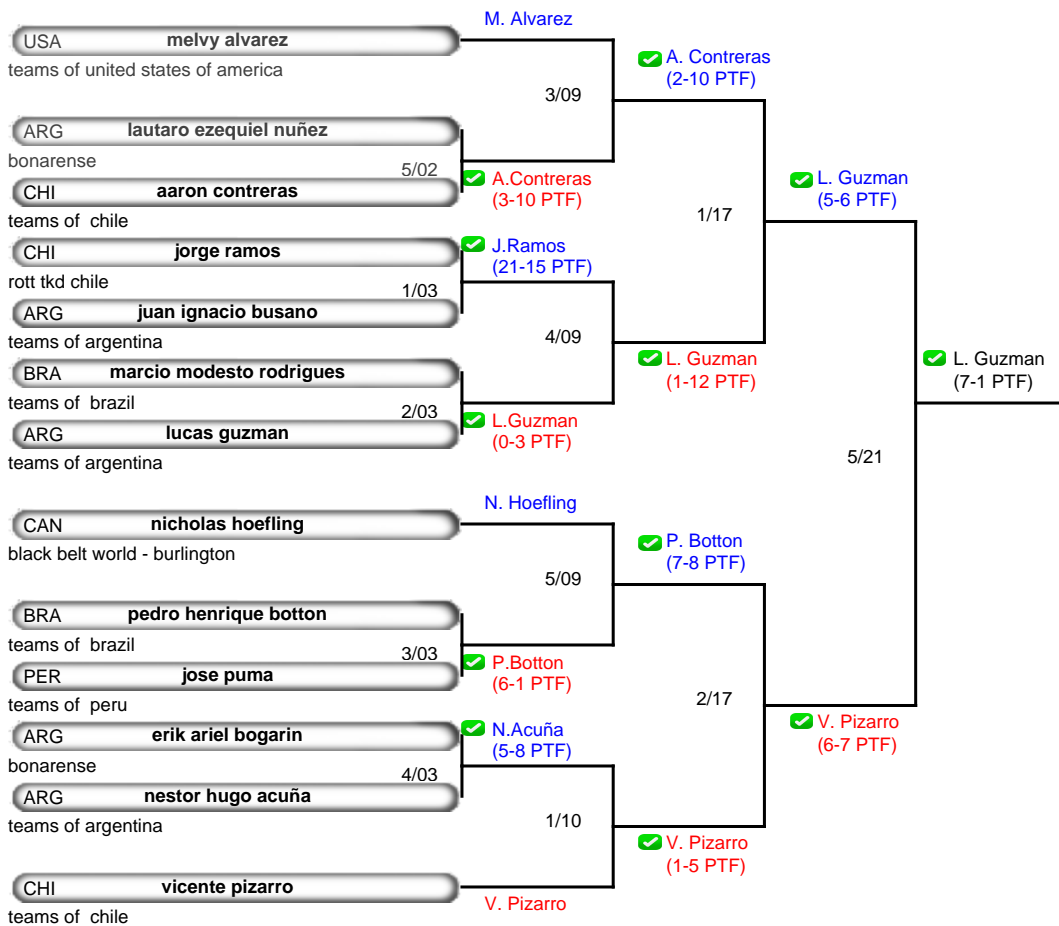 M. Alvarez
USA melvy alvarez
teams of united states of america
A. Contreras
(2-10 PTF)
3/09
ARG lautaro ezequiel nuñez
bonarense
5/02
CHI aaron contreras
teams of chile
A.Contreras
(3-10 PTF)
L. Guzman
(5-6 PTF)
1/17
CHI jorge ramos
rott tkd chile
J.Ramos
(21-15 PTF)
1/03
ARG juan ignacio busano
teams of argentina
4/09
L. Guzman
(1-12 PTF)
L. Guzman
(7-1 PTF)
BRA marcio modesto rodrigues
teams of brazil
2/03
ARG lucas guzman
teams of argentina
L.Guzman
(0-3 PTF)
5/21
N. Hoefling
CAN nicholas hoefling
black belt world - burlington
P. Botton
(7-8 PTF)
5/09
BRA pedro henrique botton
teams of brazil
3/03
PER jose puma
teams of peru
P.Botton
(6-1 PTF)
2/17
V. Pizarro
(6-7 PTF)
ARG erik ariel bogarin
bonarense
N.Acuña
(5-8 PTF)
4/03
ARG nestor hugo acuña
teams of argentina
1/10
V. Pizarro
(1-5 PTF)
CHI vicente pizarro
teams of chile
V. Pizarro